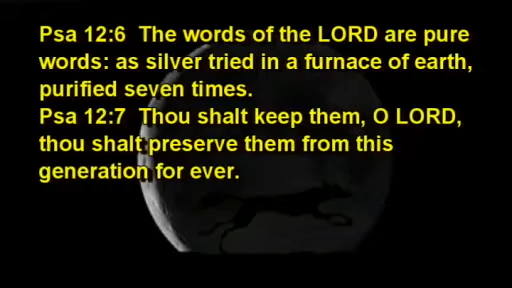 Psa 12:6  The words of the LORD are pure
words: as silver tried in a furnace of earth,
purified seven times.
Psa 12:7  Thou shalt keep them, O LORD,
thou shalt preserve them from this
generation for ever.